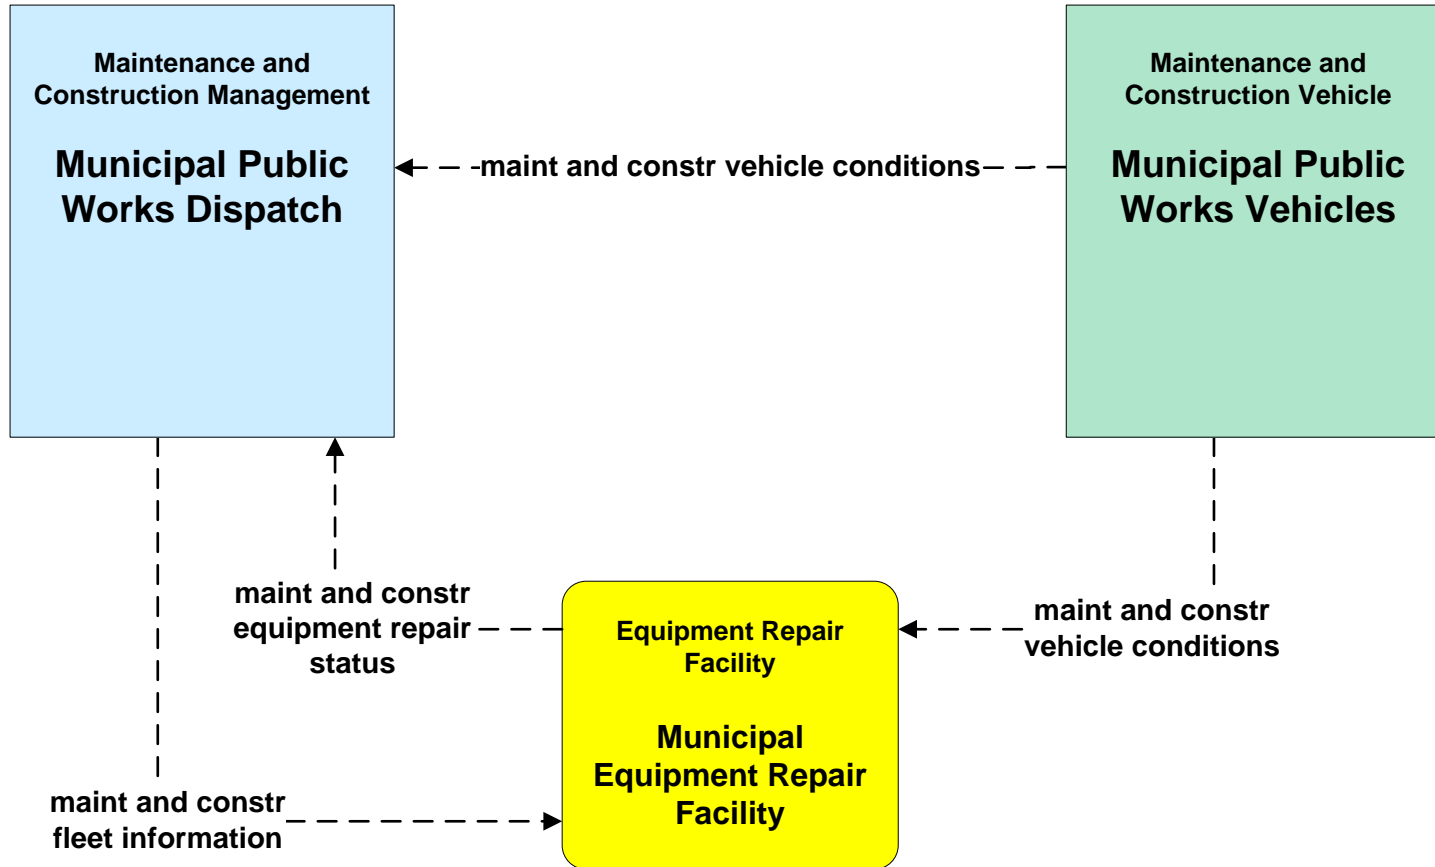 Maintenance and
Construction Management
Municipal Public
Works Dispatch
maint and constr vehicle conditions
Maintenance and
Construction Vehicle
Municipal Public
Works Vehicles
maint and constr
equipment repair
status
Equipment Repair
Facility
Municipal
Equipment Repair
Facility
maint and constr
vehicle conditions
maint and constr
fleet information